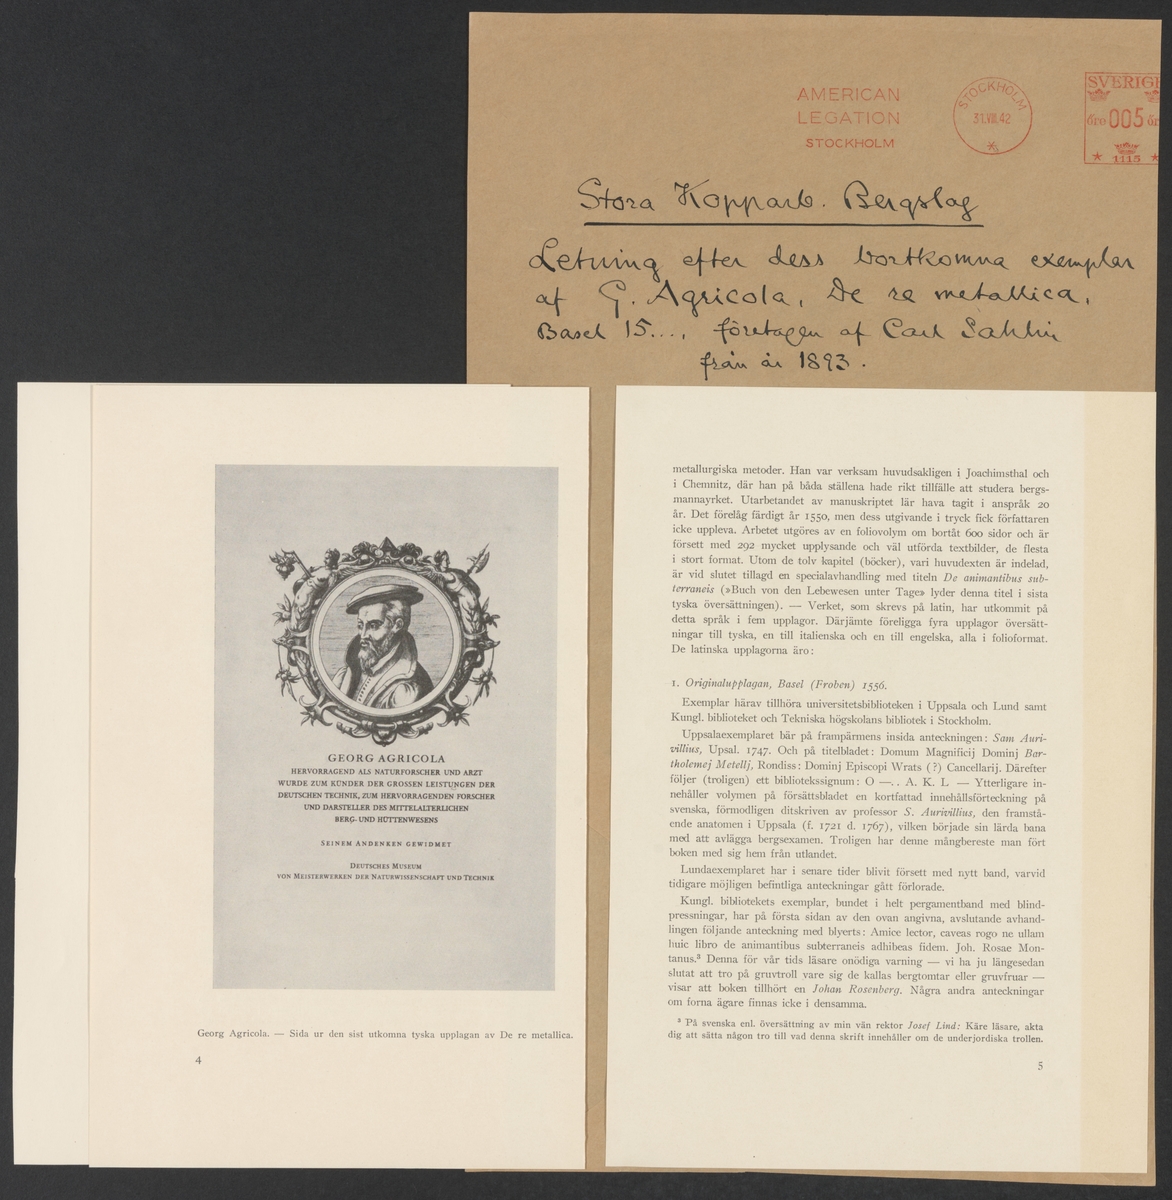 AMERICAN
LEGATION
STOCKHOLM
STOCKHOLM
31.VIII.42
SVERIGE
öre 005 ör
1115
Stora Kopparb. Bergslag
Letning efter dess bortkomna exemplar
af G. Agricola, De re metallica,
Basel 15..., företagen af Carl Sahlin
från år 1893.
GEORG AGRICOLA
HERVORRAGEND ALS NATURFORSCHER UND ARZT
WURDE ZUM KÜNDER DER GROSSEN LEISTUNGEN DER
DEUTSCHEN TECHNIK, ZUM HERVORRAGENDEN FORSCHER
UND DARSTELLER DES MITTELALTERLICHEN
BERG- UND HÜTTENWESENS
SEINEM ANDENKEN GEWIDMET
DEUTSCHES MUSEUM
VON MEISTERWERKEN DER NATURWISSENSCHAFT UND TECHNIK
Georg Agricola. — Sida ur den sist utkomna tyska upplagan av De re metallica.
4
metallurgiska metoder. Han var verksam huvudsakligen i Joachimsthal och
i Chemnitz, där han på båda ställena hade rikt tillfälle att studera bergs-
mannayrket. Utarbetandet av manuskriptet lär hava tagit i anspråk 20
år. Det förelåg färdigt år 1550, men dess utgivande i tryck fick författaren
icke uppleva. Arbetet utgöres av en foliovolym om bortåt 600 sidor och är
försett med 292 mycket upplysande och väl utförda textbilder, de flesta
i stort format. Utom de tolv kapitel (böcker), vari huvudexten är indelad,
är vid slutet tillagd en specialavhandling med titeln De animantibus sub-
terraneis (»Buch von den Lebewesen unter Tage» lyder denna titel i sista
tyska översättningen). — Verket, som skrevs på latin, har utkommit på
detta språk i fem upplagor. Därjämte föreligga fyra upplagor översätt-
ningar till tyska, en till italienska och en till engelska, alla i folioformat.
De latinska upplagorna äro:
1. Originalupplagan, Basel (Froben) 1556.
Exemplar härav tillhöra universitetsbiblioteken i Uppsala och Lund samt
Kungl. biblioteket och Tekniska högskolans bibliotek i Stockholm.
Uppsalaexemplaret bär på frampärmens insida anteckningen: Sam Auri-
villius, Upsal. 1747. Och på titelbladet: Domum Magnificij Dominj Bar-
tholemej Metellj, Rondiss: Dominj Episcopi Wrats (?) Cancellarij. Därefter
följer (troligen) ett bibliotekssignum: O —.. A. K. L — Ytterligare in-
nehåller volymen på försättsbladet en kortfattad innehållsförteckning på
svenska, förmodligen ditskriven av professor S. Aurivillius, den framstå-
ende anatomen i Uppsala (f. 1721 d. 1767), vilken började sin lärda bana
med att avlägga bergsexamen. Troligen har denne mångbereste man fört
boken med sig hem från utlandet.
Lundaexemplaret har i senare tider blivit försett med nytt band, varvid
tidigare möjligen befintliga anteckningar gått förlorade.
Kungl. bibliotekets exemplar, bundet i helt pergamentband med blind-
pressningar, har på första sidan av den ovan angivna, avslutande avhand-
lingen följande anteckning med blyerts: Amice lector, caveas rogo ne ullam
huic libro de animantibus subterraneis adhibeas fidem. Joh. Rosae Mon-
tanus.³ Denna för vår tids läsare onödiga varning — vi ha ju längesedan
slutat att tro på gruvtroll vare sig de kallas bergtomtar eller gruvfruar —
visar att boken tillhört en Johan Rosenberg. Några andra anteckningar
om forna ägare finnas icke i densamma.
³ På svenska enl. översättning av min vän rektor Josef Lind: Käre läsare, akta
dig att sätta någon tro till vad denna skrift innehåller om de underjordiska trollen.
5